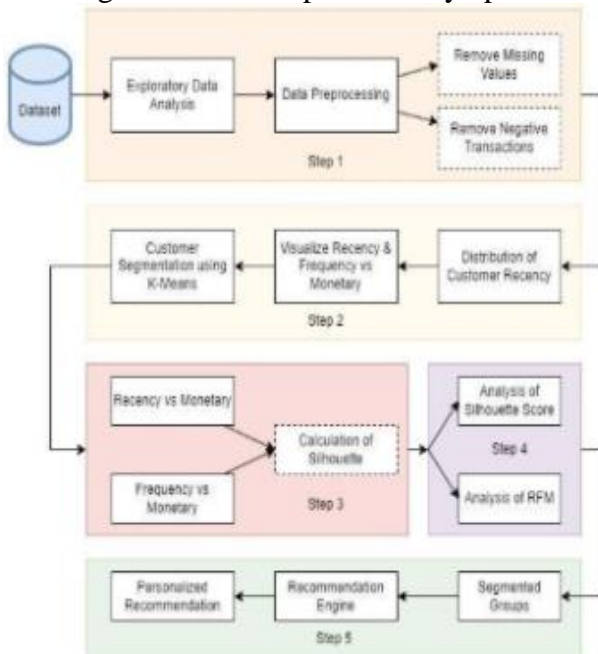 Remove Missing
Values
Exploratory Data
Analysis
Data Preprocessing
Dataset
Remove Negative
Transactions
Step 1
Customer
Segmentation using
K-Means
Visualize Recency &
Frequency vs
Monetary
Distribution of
Customer Recency
Step 2
Recency vs Monetary
Calculation of
Silhouette
Frequency vs
Monetary
Step 3
Analysis of
Silhouette Score
Step 4
Analysis of RFM
Personalized
Recommendation
Recommendation
Engine
Segmented
Groups
Step 5